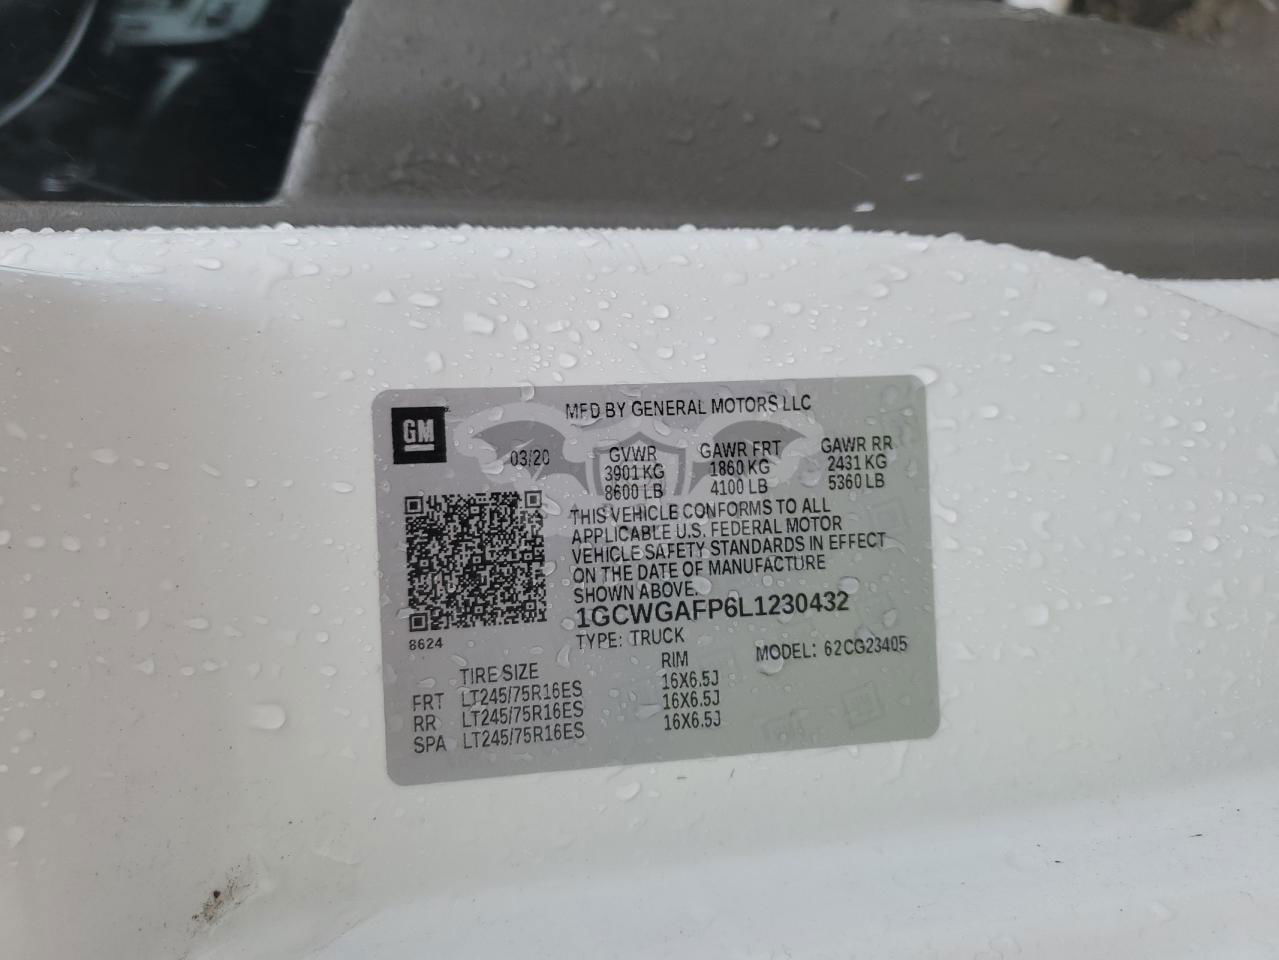 GM
MFD BY GENERAL MOTORS LLC
03/20 GVWR GAWR FRT GAWR RR
3901 KG 1860 KG 2431 KG
8600 LB 4100 LB 5360 LB
THIS VEHICLE CONFORMS TO ALL
APPLICABLE U.S. FEDERAL MOTOR
VEHICLE SAFETY STANDARDS IN EFFECT
ON THE DATE OF MANUFACTURE
SHOWN ABOVE.
1GCWGAFP6L1230432
8624
TYPE: TRUCK MODEL: 62CG23405
TIRE SIZE RIM
FRT LT245/75R16ES 16X6.5J
RR LT245/75R16ES 16X6.5J
SPA LT245/75R16ES 16X6.5J